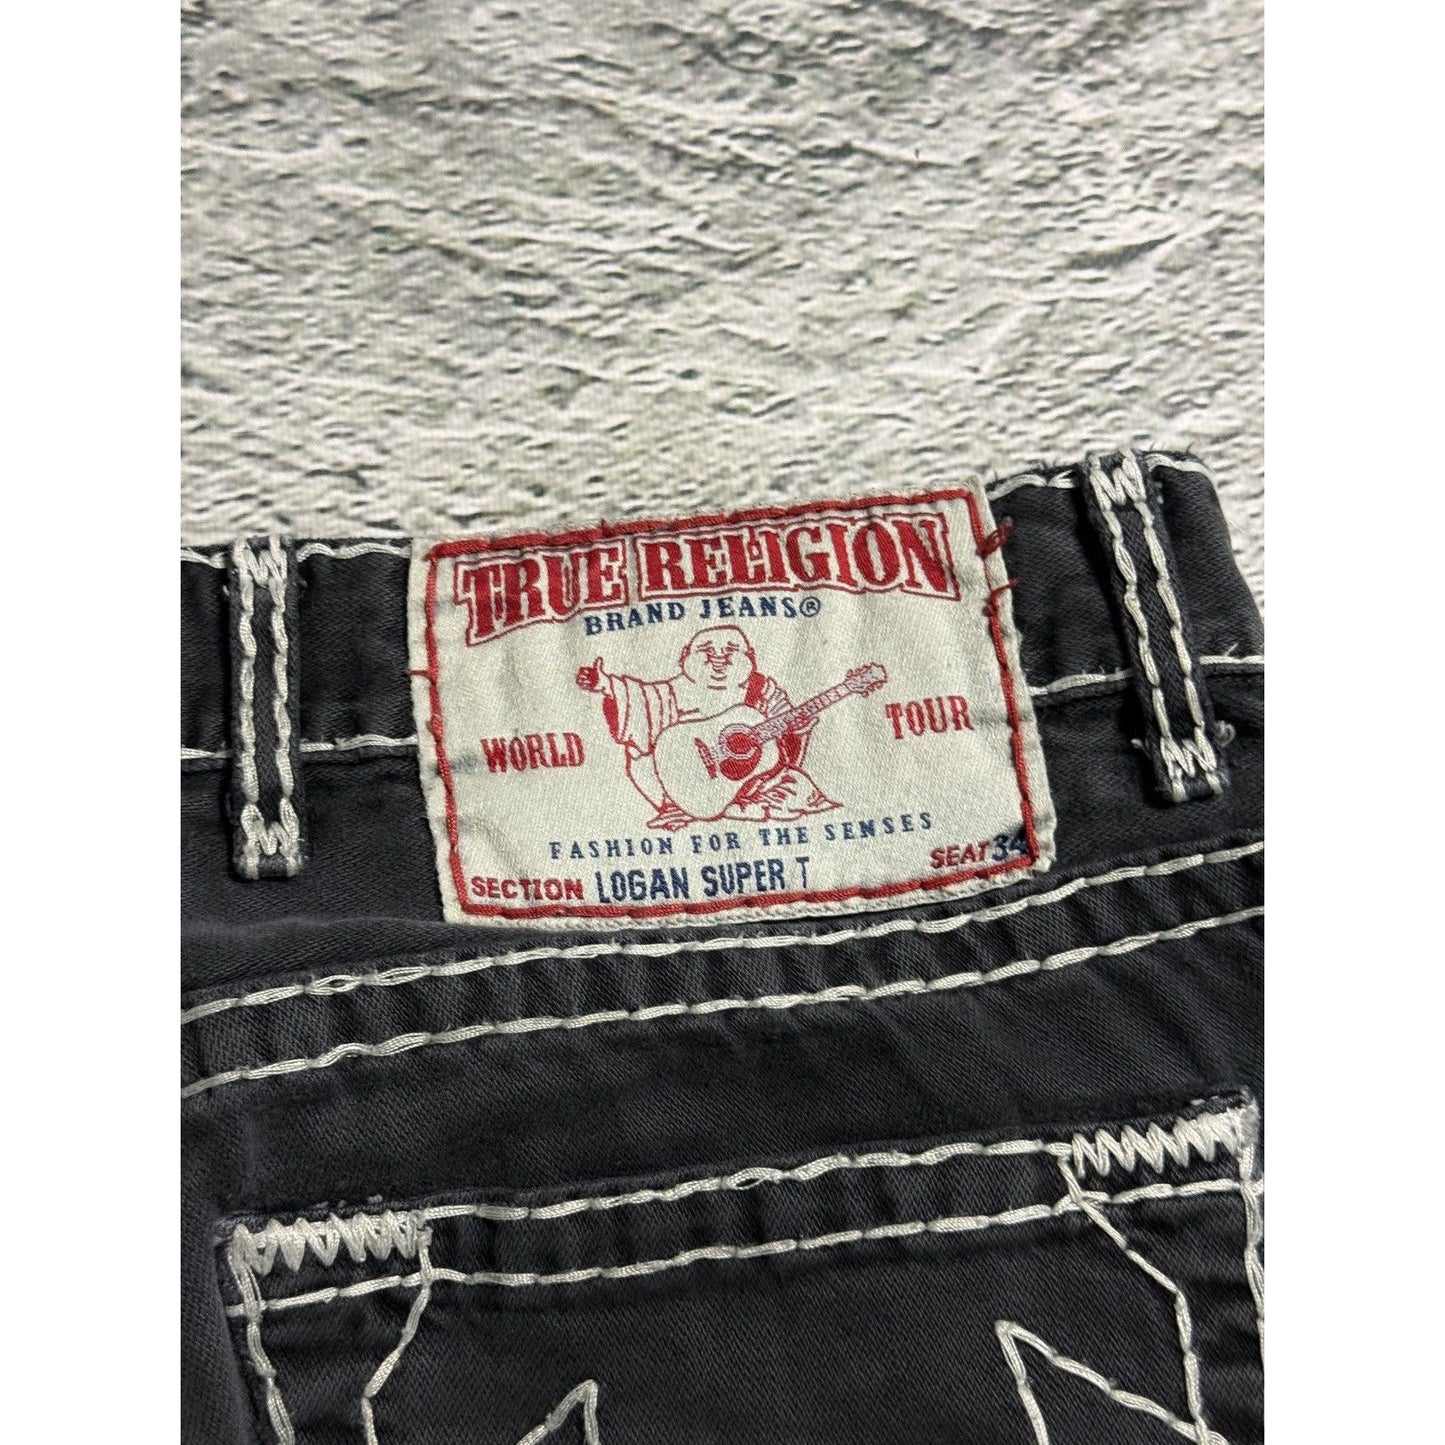 TRUE RELIGION
BRAND JEANS®
WORLD TOUR
FASHION FOR THE SENSES
SECTION LOGAN SUPER T SEAT 34